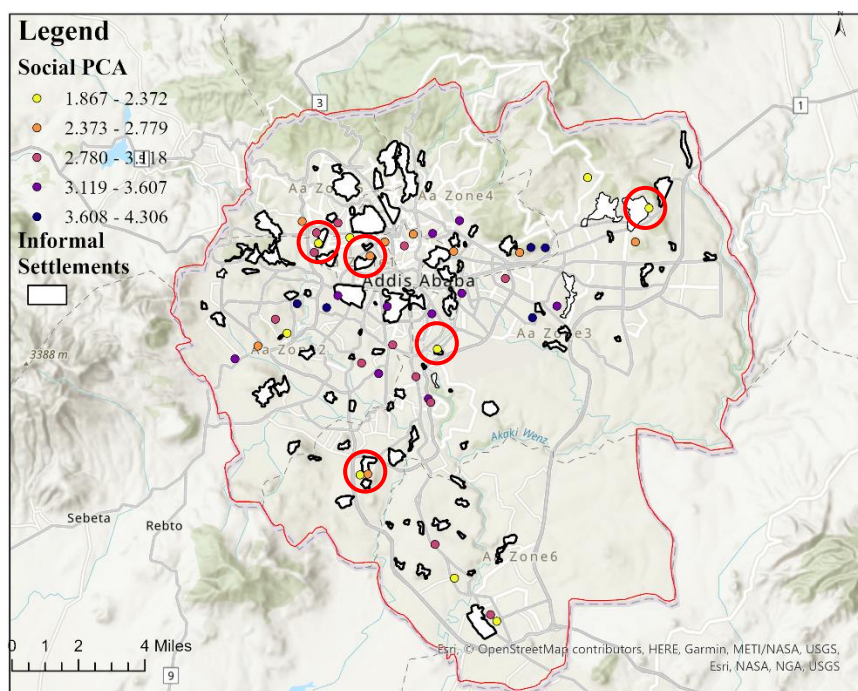 Legend
Social PCA
1.867 - 2.372
2.373 - 2.779
2.780 - 3.118
3.119 - 3.607
3.608 - 4.306
Informal
Settlements
N
3
1
Aa Zone4
Addis Ababa
3388 m
Aa Zone2
Aa Zone3
Akaki Wenz
Sebeta
Rebto
Aa Zone6
0 2 4 Miles
9
Esri, © OpenStreetMap contributors, HERE, Garmin, METI/NASA, USGS,
Esri, NASA, NGA, USGS